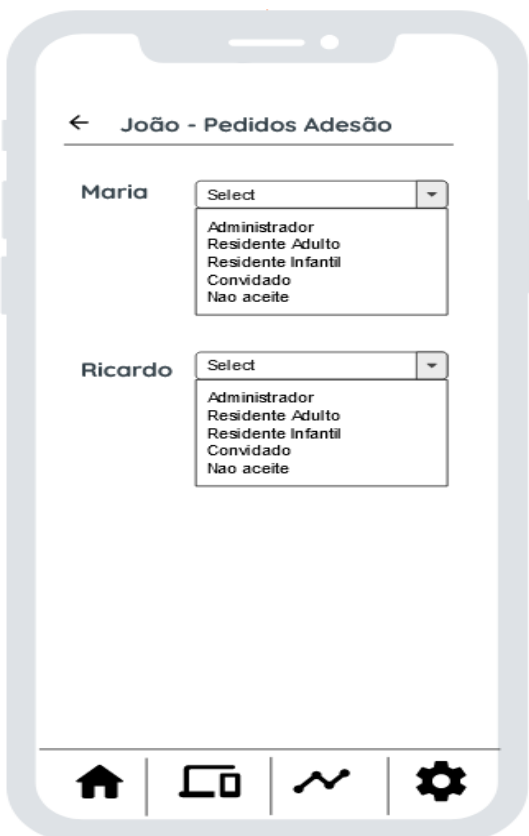 João - Pedidos Adesão
Maria
Select
Administrador
Residente Adulto
Residente Infantil
Convidado
Nao aceite
Ricardo
Select
Administrador
Residente Adulto
Residente Infantil
Convidado
Nao aceite